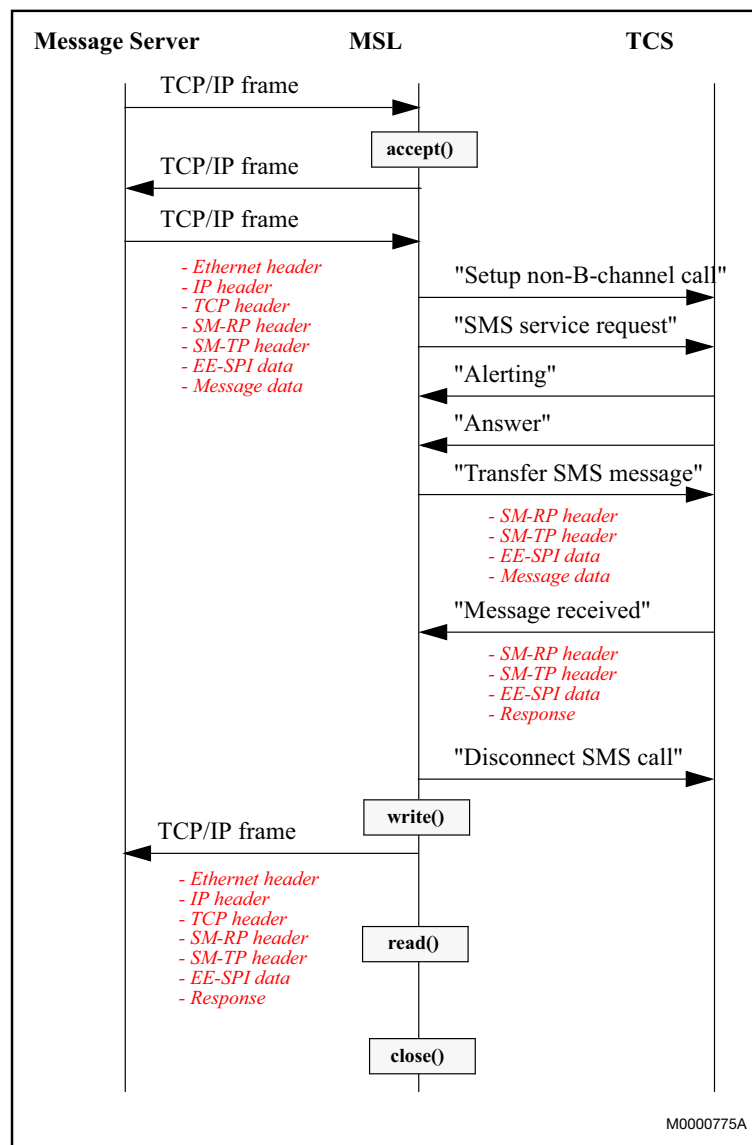 Message Server MSL TCS
TCP/IP frame
accept()
TCP/IP frame
TCP/IP frame
- Ethernet header
- IP header
- TCP header
- SM-RP header
- SM-TP header
- EE-SPI data
- Message data
"Setup non-B-channel call"
"SMS service request"
"Alerting"
"Answer"
"Transfer SMS message"
- SM-RP header
- SM-TP header
- EE-SPI data
- Message data
"Message received"
- SM-RP header
- SM-TP header
- EE-SPI data
- Response
"Disconnect SMS call"
write()
TCP/IP frame
- Ethernet header
- IP header
- TCP header
- SM-RP header
- SM-TP header
- EE-SPI data
- Response
read()
close()
M0000775A